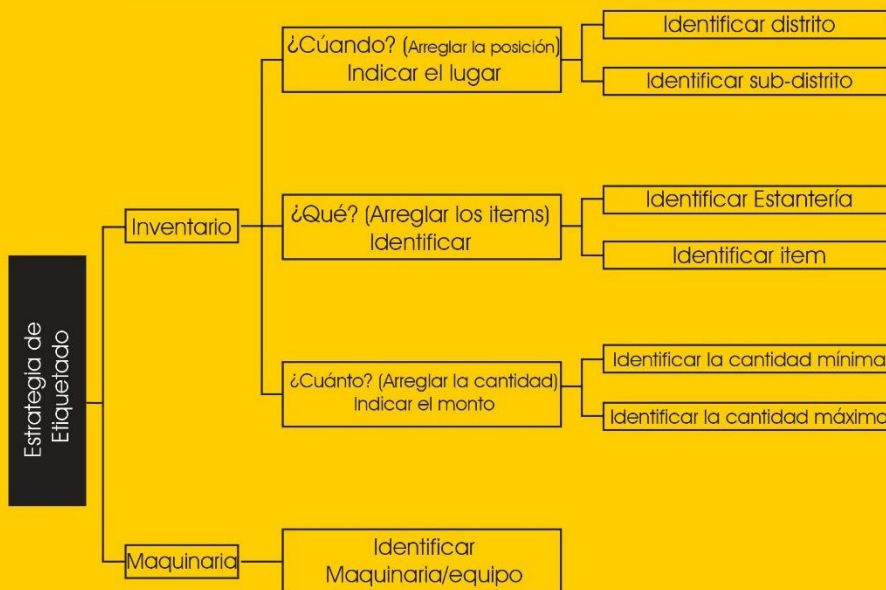 Estrategia de
Etiquetado
Inventario
¿Cúando? (Arreglar la posición)
Indicar el lugar
Identificar distrito
Identificar sub-distrito
¿Qué? (Arreglar los items)
Identificar
Identificar Estantería
Identificar item
¿Cuánto? (Arreglar la cantidad)
Indicar el monto
Identificar la cantidad mínima
Identificar la cantidad máxima
Maquinaria
Identificar
Maquinaria/equipo